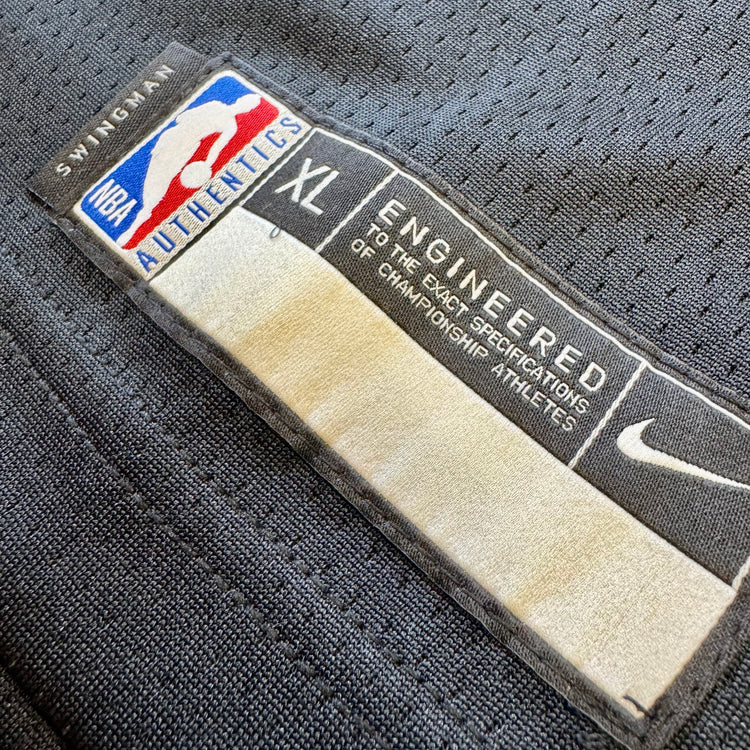 SWINGMAN
NBA
AUTHENTICS
XL
ENGINEERED
TO THE EXACT SPECIFICATIONS
OF CHAMPIONSHIP ATHLETES